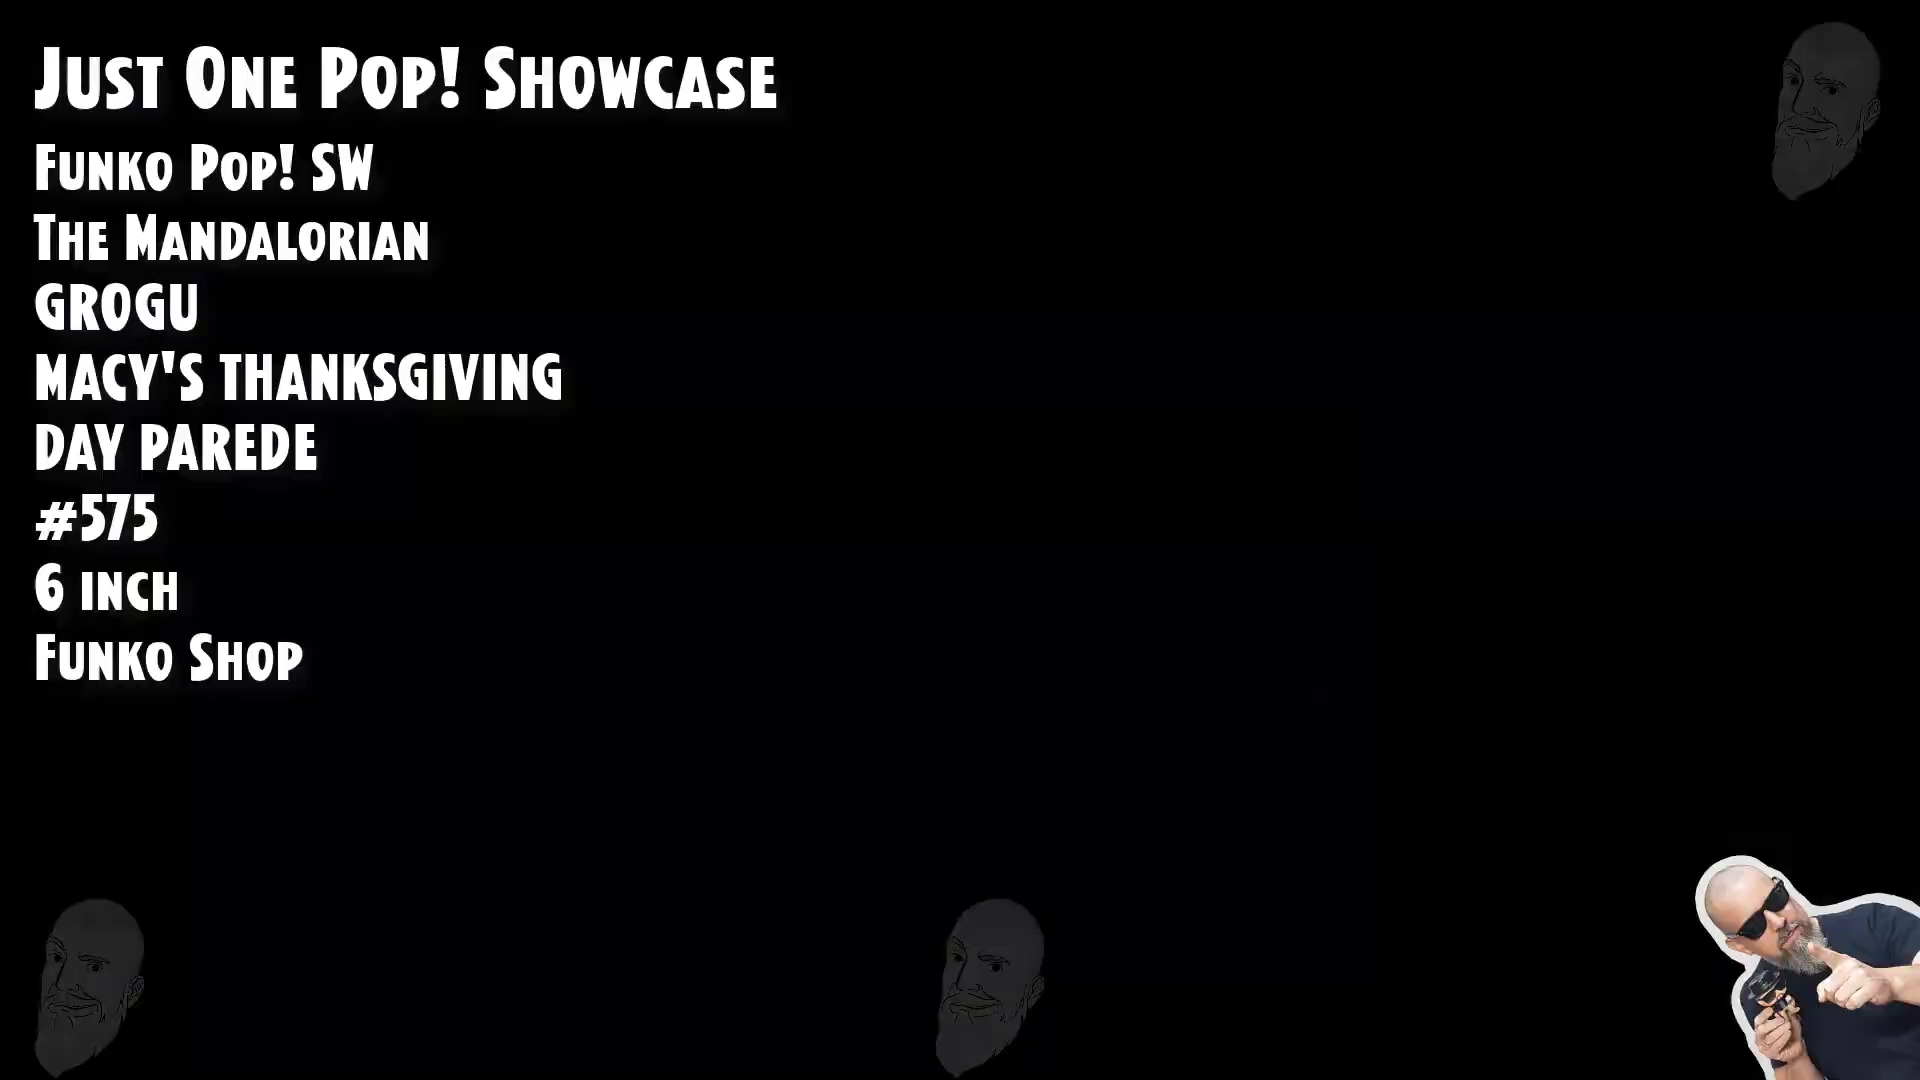 Just One Pop! Showcase
Funko Pop! SW
The Mandalorian
GROGU
MACY'S THANKSGIVING
DAY PAREDE
#575
6 inch
Funko Shop